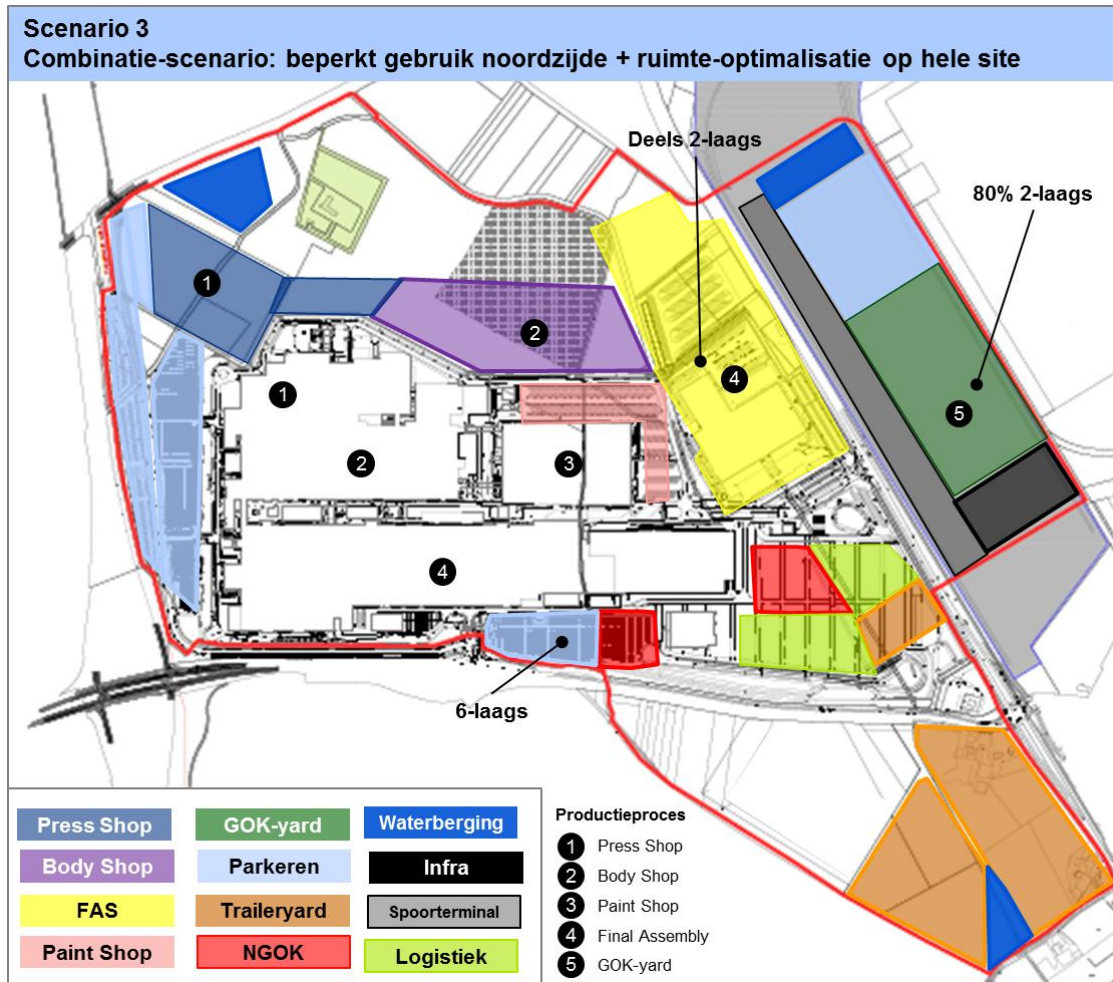 Scenario 3
Combinatie-scenario: beperkt gebruik noordzijde + ruimte-optimalisatie op hele site
Deels 2-laags
80% 2-laags
1
2
1
4
5
2
3
4
6-laags
Press Shop
GOK-yard
Waterberging
Body Shop
Parkeren
Infra
FAS
Traileryard
Spoorterminal
Paint Shop
NGOK
Logistiek
Productieproces
1 Press Shop
2 Body Shop
3 Paint Shop
4 Final Assembly
5 GOK-yard